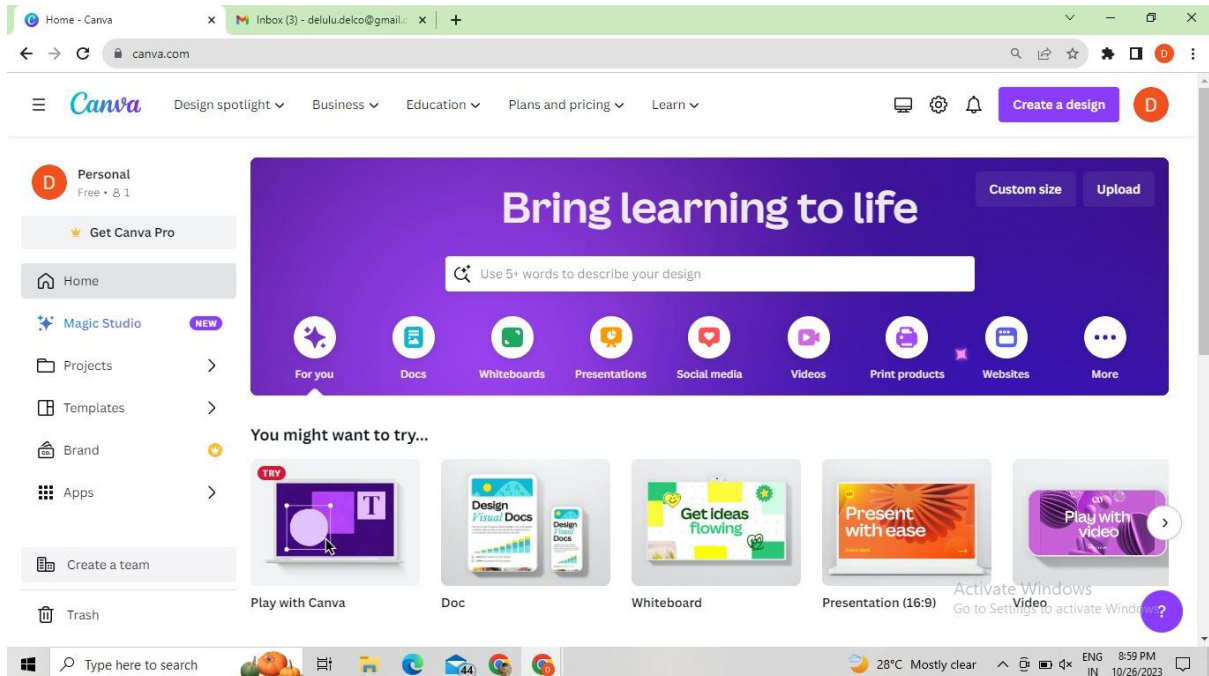 Home - Canva
Inbox (3) - delulu.delco@gmail.c
canva.com
D
Canva
Design spotlight
Business
Education
Plans and pricing
Learn
Create a design
D
D
Personal
Free • 1
Get Canva Pro
Home
Magic Studio NEW
Projects
Templates
CO. Brand
Apps
Create a team
Trash
Bring learning to life
Custom size
Upload
Use 5+ words to describe your design
For you
Docs
Whiteboards
Presentations
Social media
Videos
Print products
Websites
More
You might want to try...
TRY
T
Play with Canva
Design
Visual Docs
Design
Visual
Docs
Doc
Get ideas
flowing
Whiteboard
Present
with ease
Presentation (16:9)
Play with
video
Video
Activate Windows
Go to Settings to activate Windows.
?
Type here to search
44
D
28°C Mostly clear
ENG
IN
8:59 PM
10/26/2023